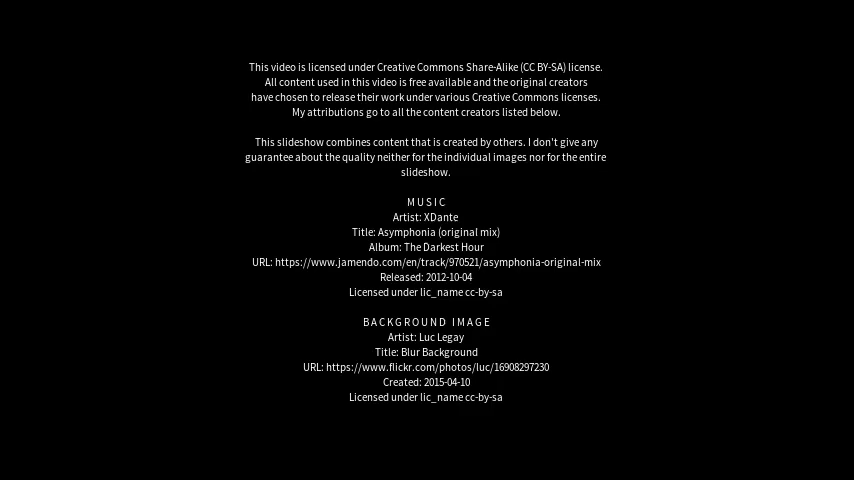 This video is licensed under Creative Commons Share-Alike (CC BY-SA) license.
All content used in this video is free available and the original creators
have chosen to release their work under various Creative Commons licenses.
My attributions go to all the content creators listed below.
This slideshow combines content that is created by others. I don't give any
guarantee about the quality neither for the individual images nor for the entire
slideshow.
MUSIC
Artist: XDante
Title: Asymphonia (original mix)
Album: The Darkest Hour
URL: https://www.jamendo.com/en/track/970521/asymphonia-original-mix
Released: 2012-10-04
Licensed under lic_name cc-by-sa
BACKGROUND IMAGE
Artist: Luc Legay
Title: Blur Background
URL: https://www.flickr.com/photos/luc/16908297230
Created: 2015-04-10
Licensed under lic_name cc-by-sa